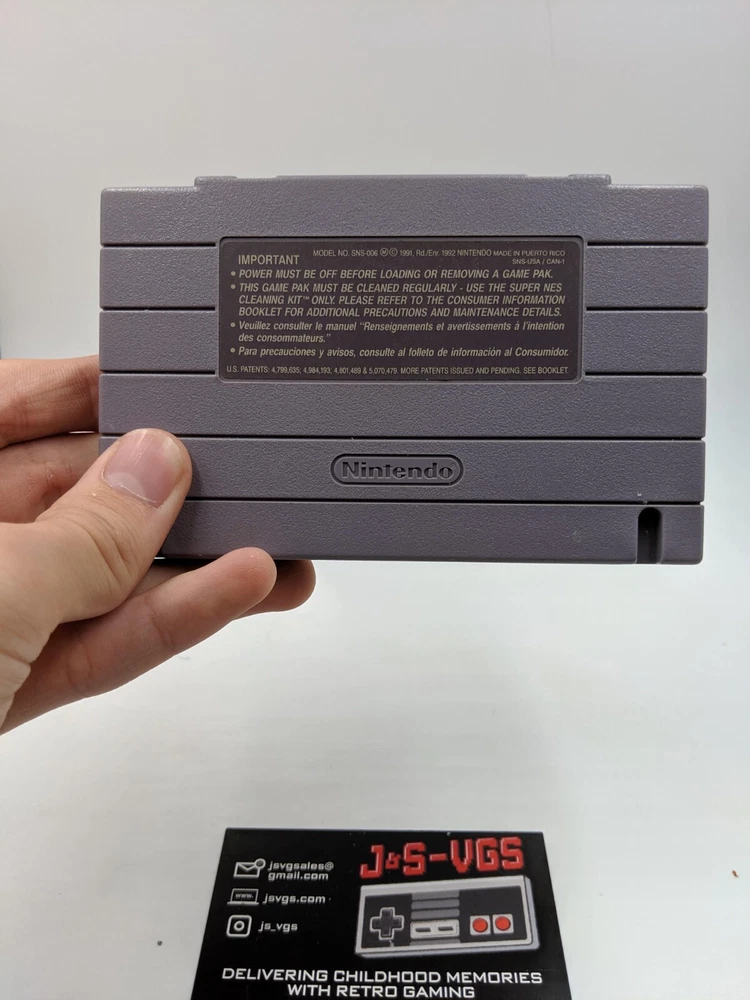 IMPORTANT
MODEL NO. SNS-006 Ⓜ © 1991, Rd./Enr. 1992 NINTENDO MADE IN PUERTO RICO
SNS-USA / CAN-1
• POWER MUST BE OFF BEFORE LOADING OR REMOVING A GAME PAK.
• THIS GAME PAK MUST BE CLEANED REGULARLY - USE THE SUPER NES
CLEANING KIT™ ONLY. PLEASE REFER TO THE CONSUMER INFORMATION
BOOKLET FOR ADDITIONAL PRECAUTIONS AND MAINTENANCE DETAILS.
• Veuillez consulter le manuel "Renseignements et avertissements à l'intention
des consommateurs."
• Para precauciones y avisos, consulte al folleto de información al Consumidor.
U.S. PATENTS: 4,799,635; 4,984,193; 4,801,489 & 5,070,479. MORE PATENTS ISSUED AND PENDING. SEE BOOKLET.
Nintendo
J&S-VGS
jsvgsales@
gmail.com
www.
jsvgs.com
js_vgs
DELIVERING CHILDHOOD MEMORIES
WITH RETRO GAMING